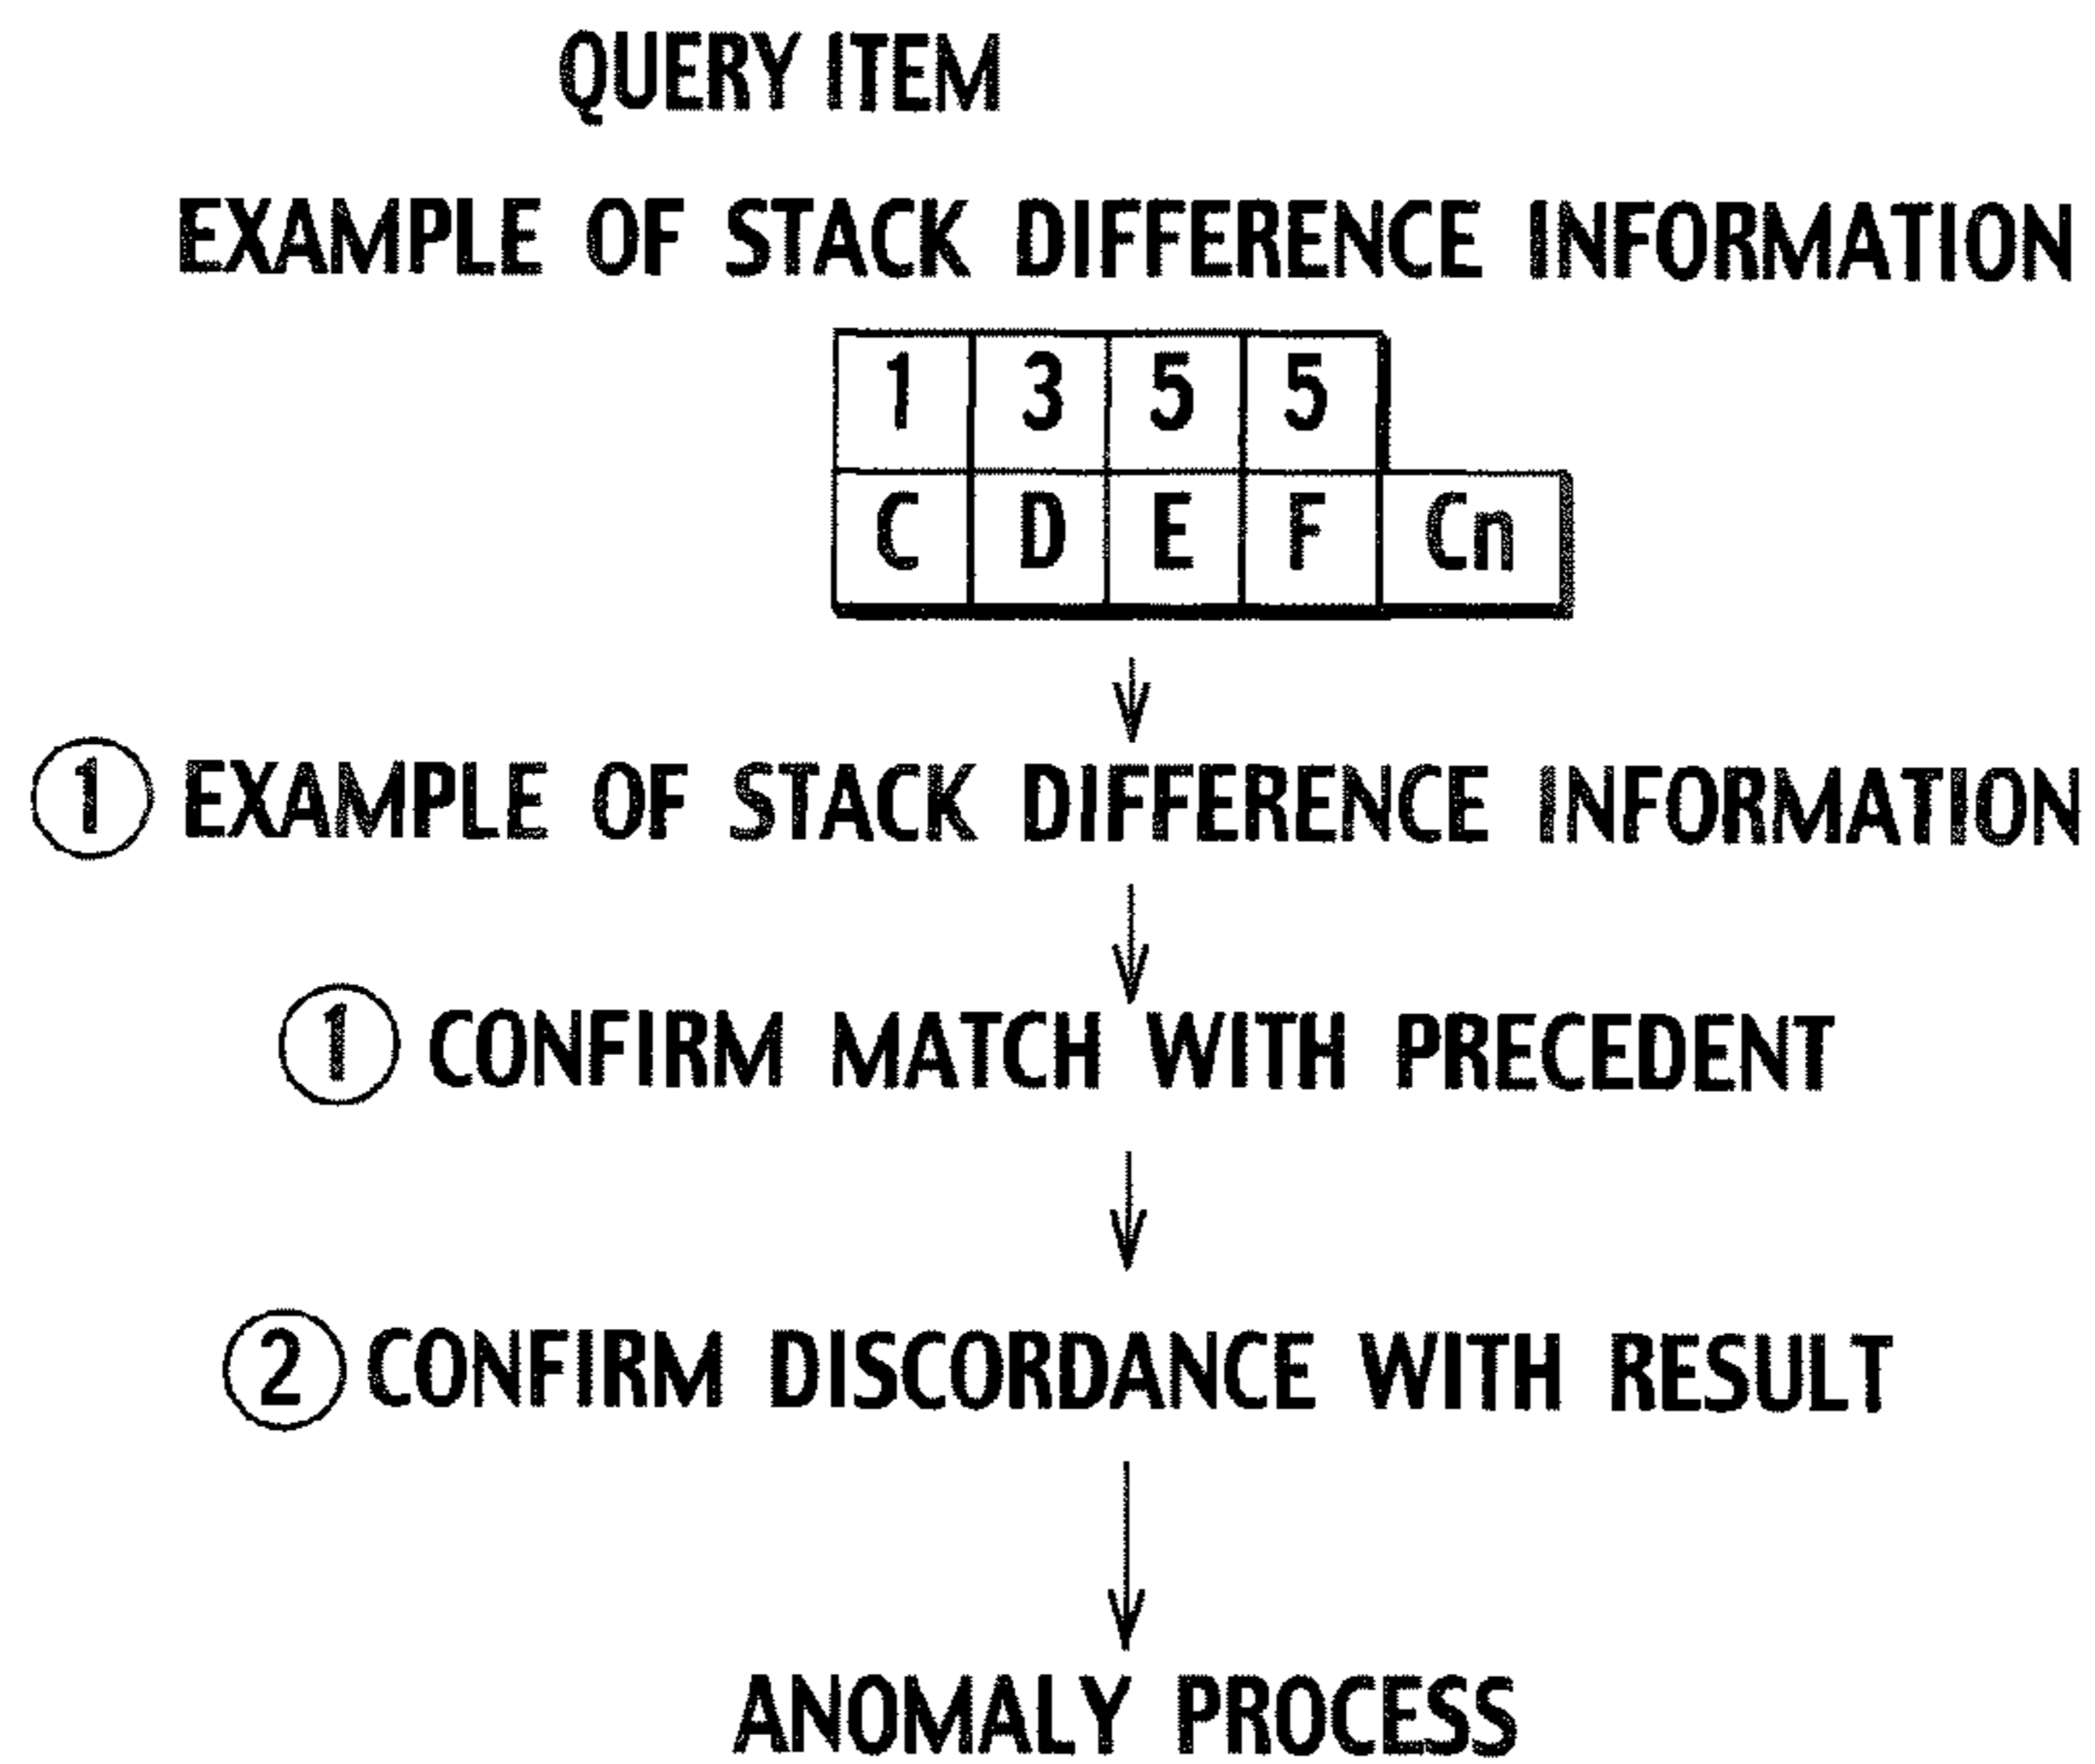 QUERY ITEM
EXAMPLE OF STACK DIFFERENCE INFORMATION
1 3 5 5
C D E F Cn
① EXAMPLE OF STACK DIFFERENCE INFORMATION
① CONFIRM MATCH WITH PRECEDENT
② CONFIRM DISCORDANCE WITH RESULT
ANOMALY PROCESS